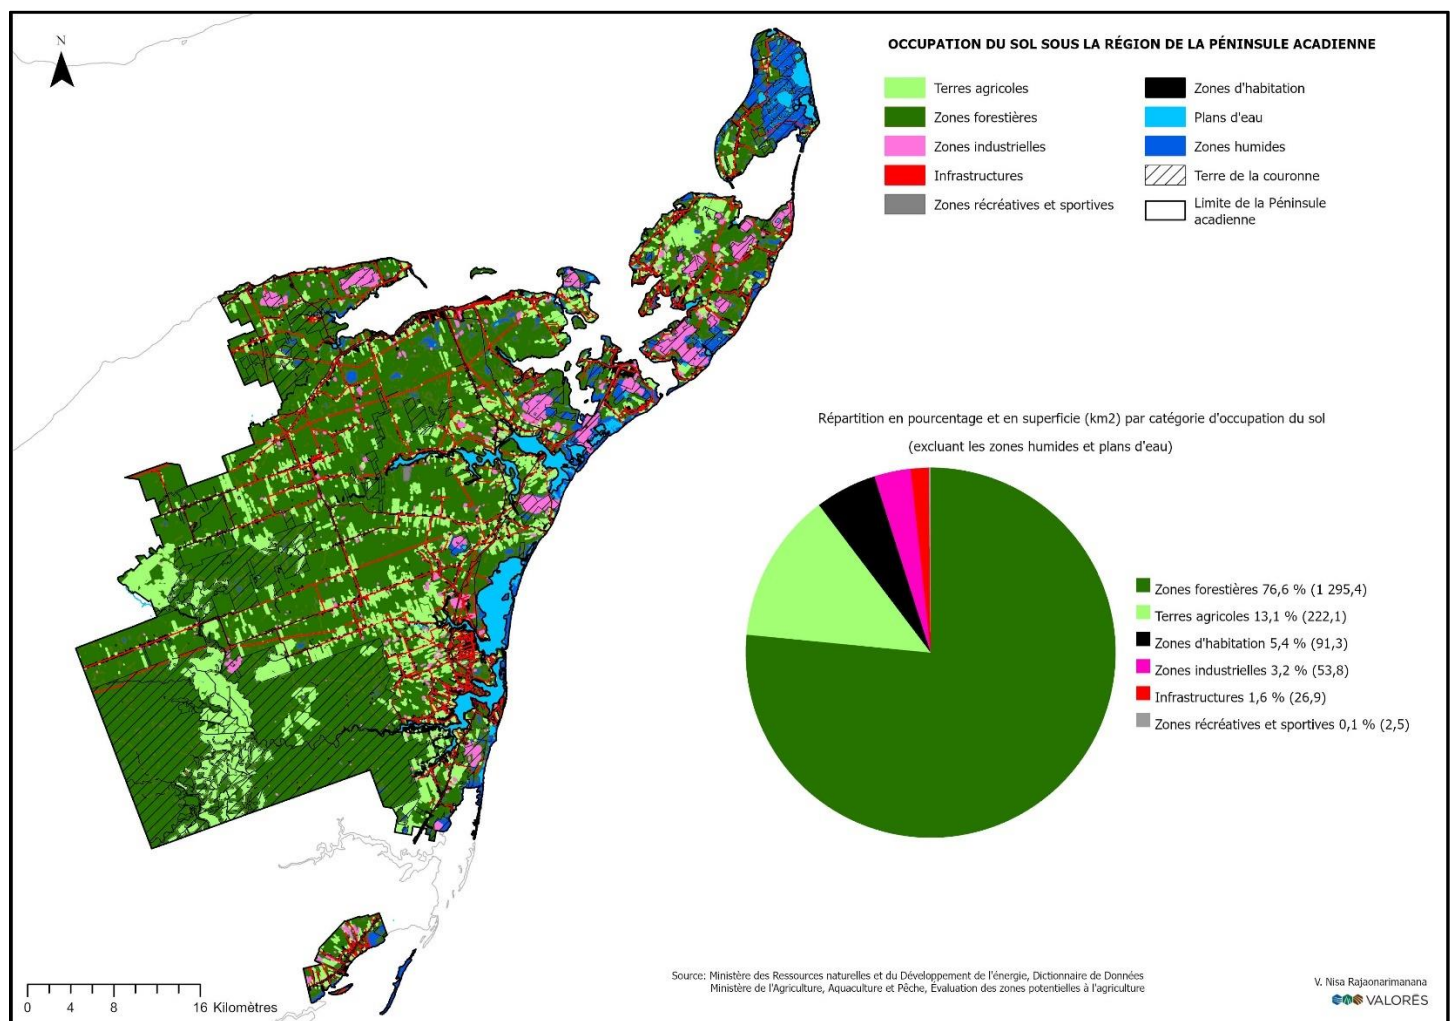 N
OCCUPATION DU SOL SOUS LA RÉGION DE LA PÉNINSULE ACADIENNE
Terres agricoles
Zones forestières
Zones industrielles
Infrastructures
Zones récréatives et sportives
Zones d'habitation
Plans d'eau
Zones humides
Terre de la couronne
Limite de la Péninsule
acadienne
Répartition en pourcentage et en superficie (km2) par catégorie d'occupation du sol
(excluant les zones humides et plans d'eau)
Zones forestières 76,6 % (1 295,4)
Terres agricoles 13,1 % (222,1)
Zones d'habitation 5,4 % (91,3)
Zones industrielles 3,2 % (53,8)
Infrastructures 1,6 % (26,9)
Zones récréatives et sportives 0,1 % (2,5)
0 4 8 16 Kilomètres
Source: Ministère des Ressources naturelles et du Développement de l'énergie, Dictionnaire de Données
Ministère de l'Agriculture, Aquaculture et Pêche, Évaluation des zones potentielles à l'agriculture
V. Nisa Rajaonarimanana
VALORĒS